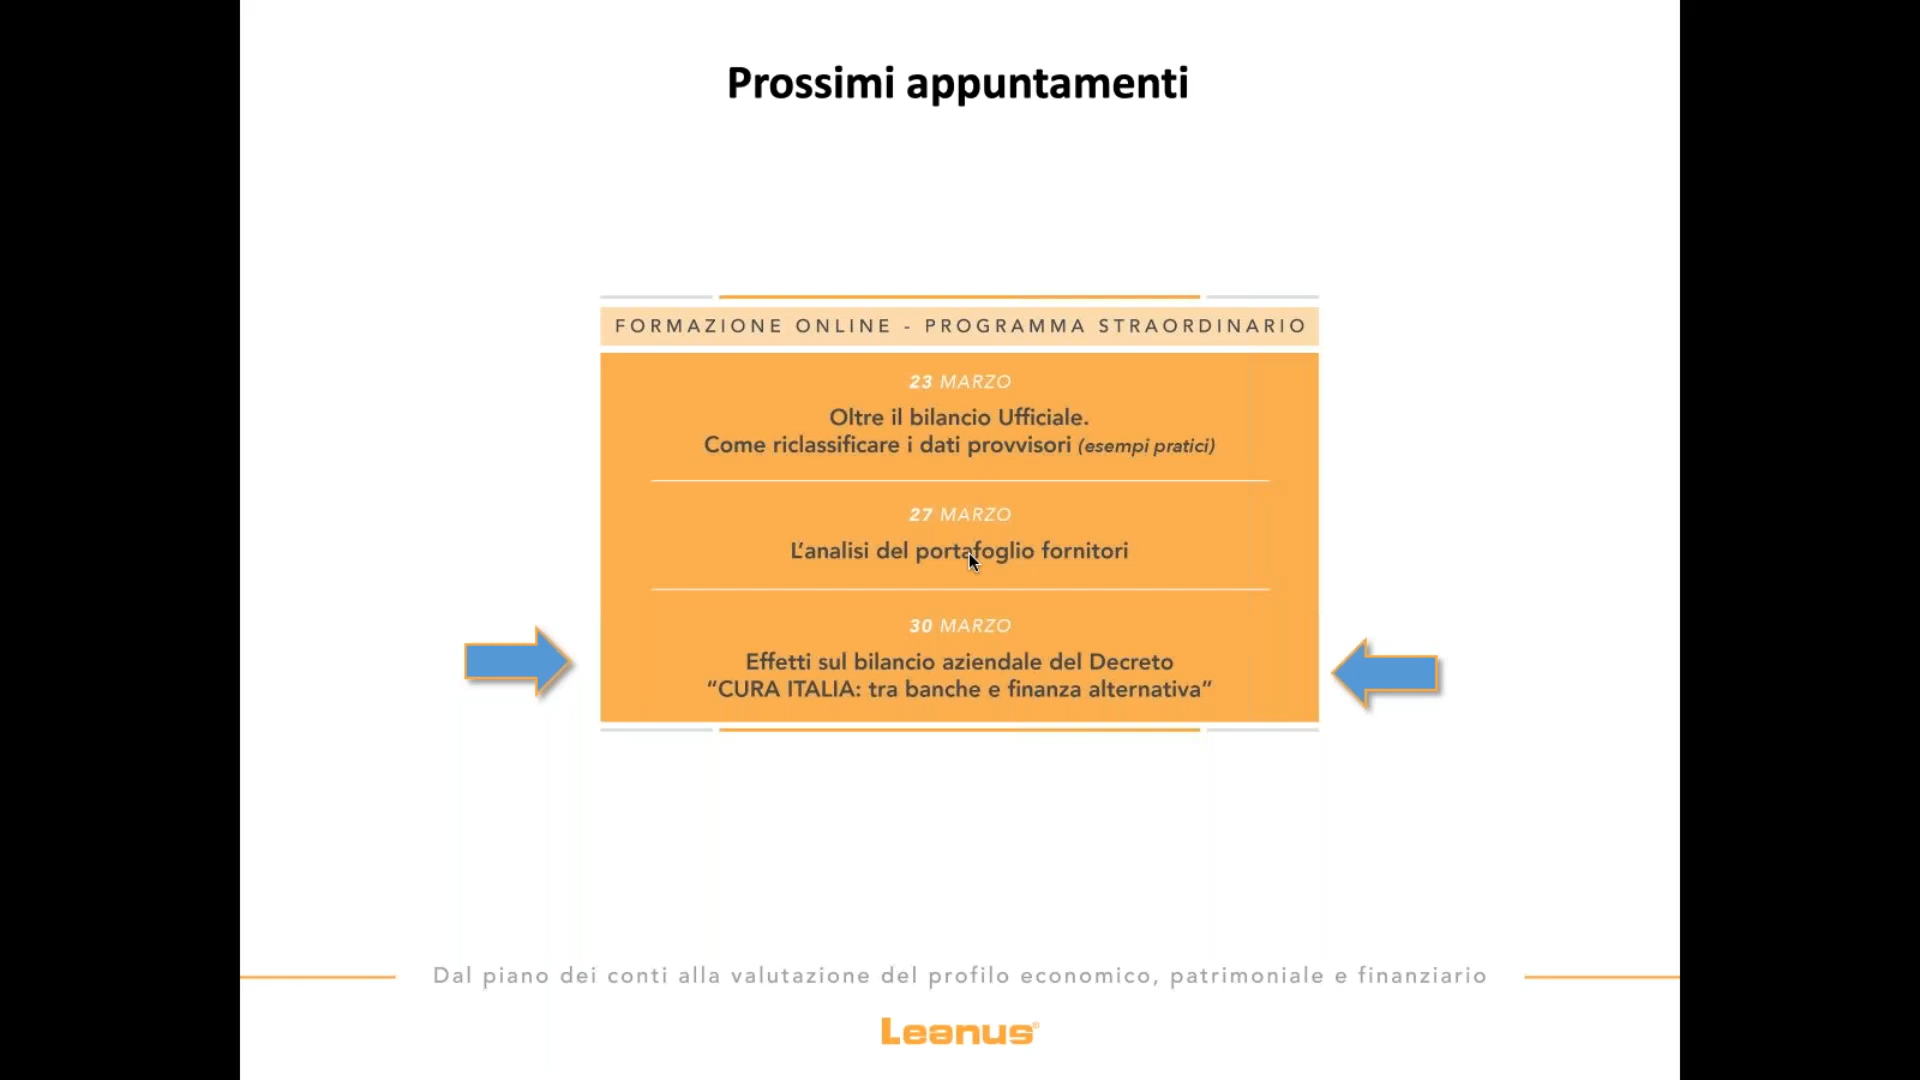 Prossimi appuntamenti
FORMAZIONE ONLINE - PROGRAMMA STRAORDINARIO
23 MARZO
Oltre il bilancio Ufficiale.
Come riclassificare i dati provvisori (esempi pratici)
27 MARZO
L’analisi del portafoglio fornitori
30 MARZO
Effetti sul bilancio aziendale del Decreto
“CURA ITALIA: tra banche e finanza alternativa”
Dal piano dei conti alla valutazione del profilo economico, patrimoniale e finanziario
Leanus®